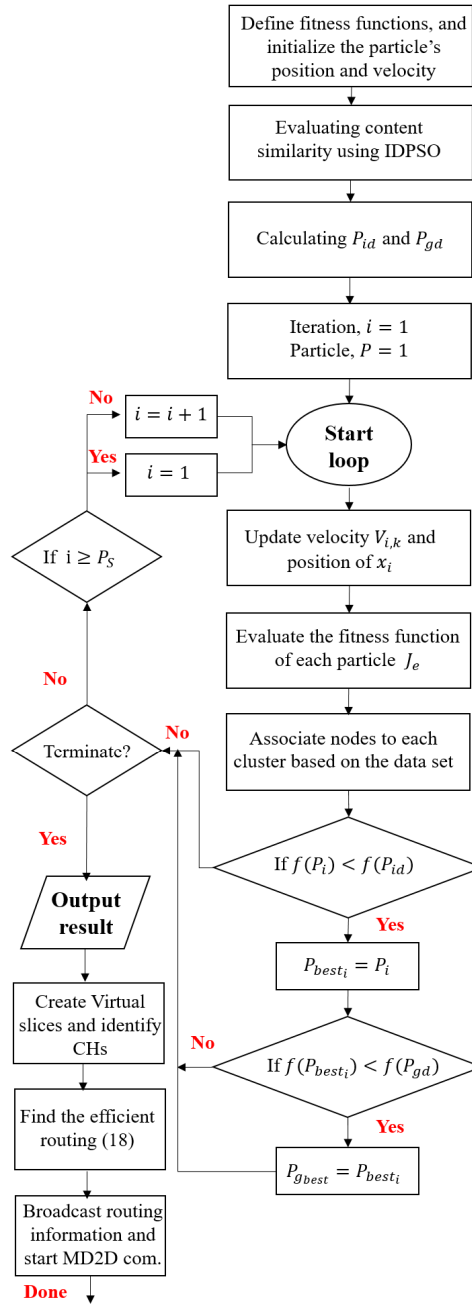 Define fitness functions, and
initialize the particle's
position and velocity
Evaluating content
similarity using IDPSO
Calculating P_id and P_gd
Iteration, i = 1
Particle, P = 1
No
i = i + 1
Yes
i = 1
Start
loop
If i ≥ P_S
Update velocity V_i,k and
position of x_i
Evaluate the fitness function
of each particle J_e
No
Associate nodes to each
cluster based on the data set
Terminate?
No
If f(P_i) < f(P_id)
Yes
Yes
Output
result
P_best_i = P_i
Create Virtual
slices and identify
CHs
No
If f(P_best_i) < f(P_gd)
Yes
Find the efficient
routing (18)
P_g_best = P_best_i
Broadcast routing
information and
start MD2D com.
Done